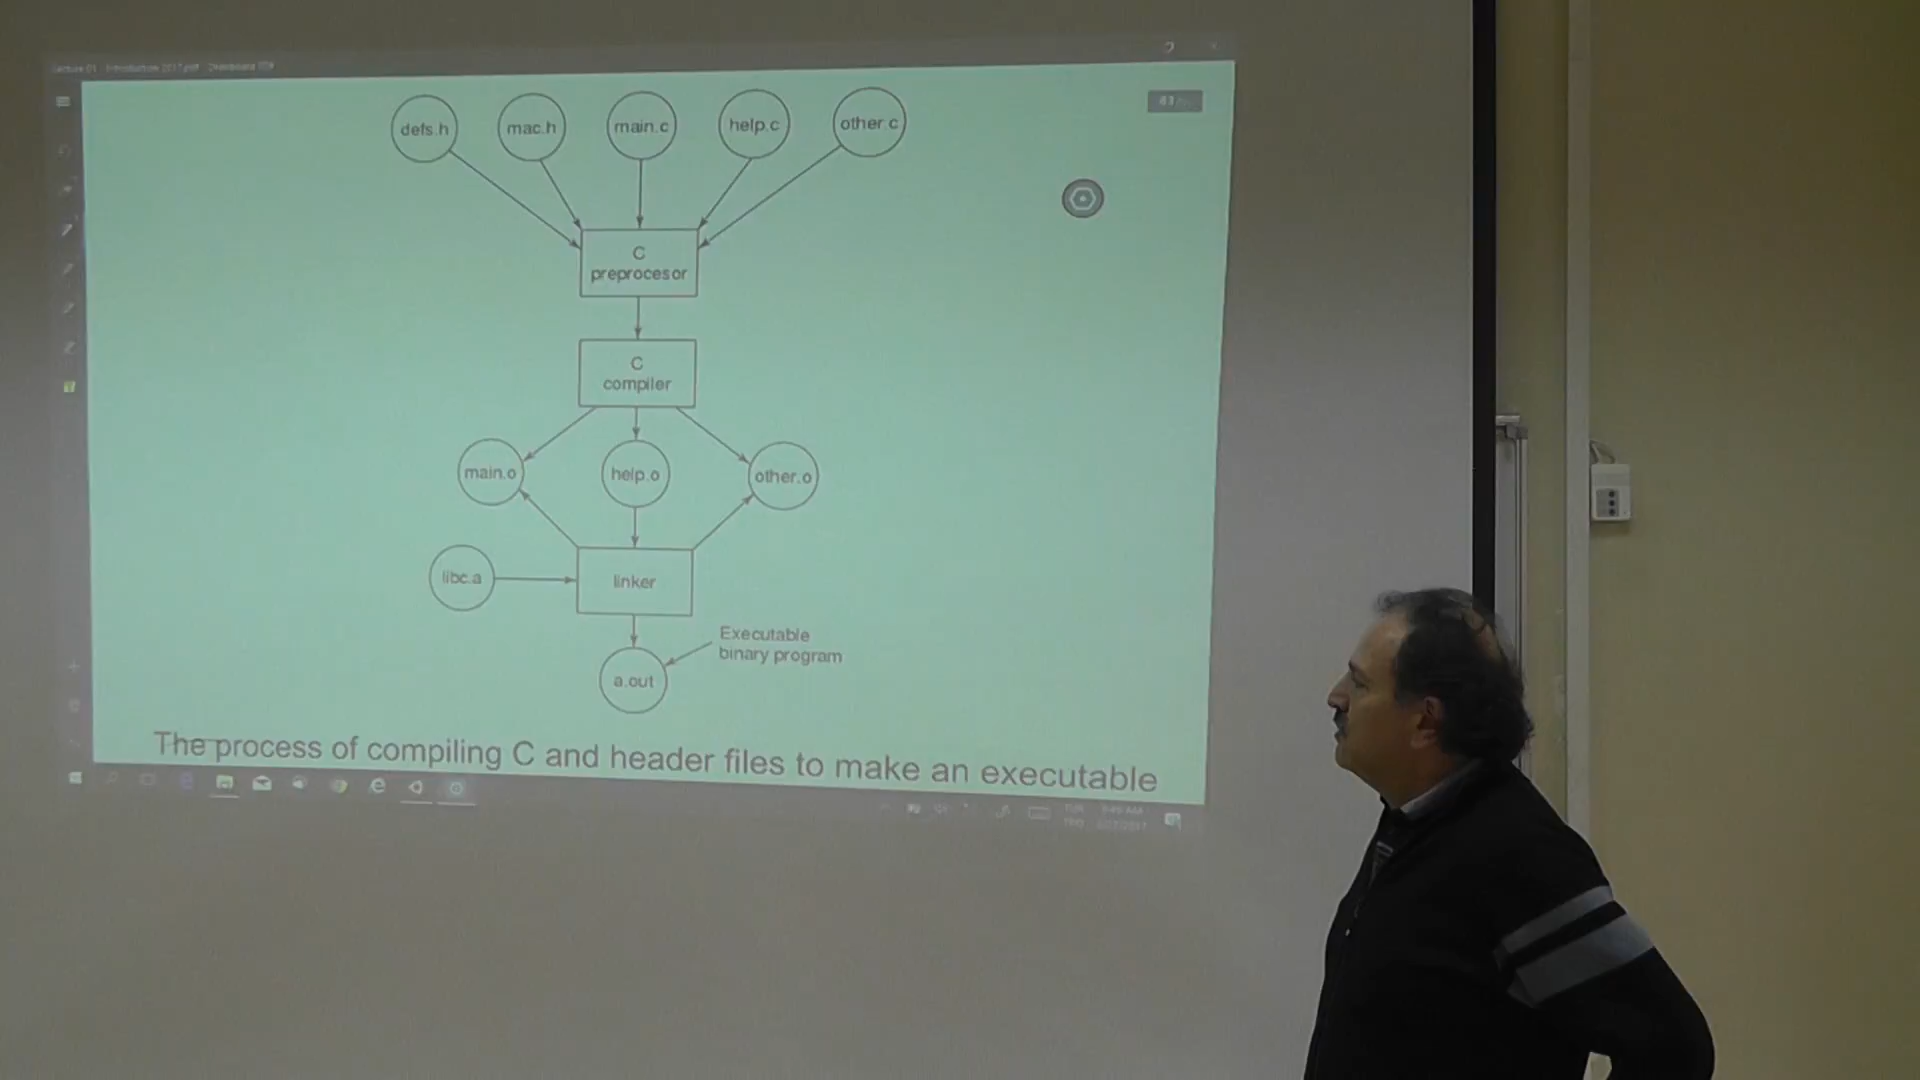 defs.h
mac.h
main.c
help.c
other.c
C
preprocesor
C
compiler
main.o
help.o
other.o
libc.a
linker
Executable
binary program
a.out
The process of compiling C and header files to make an executable